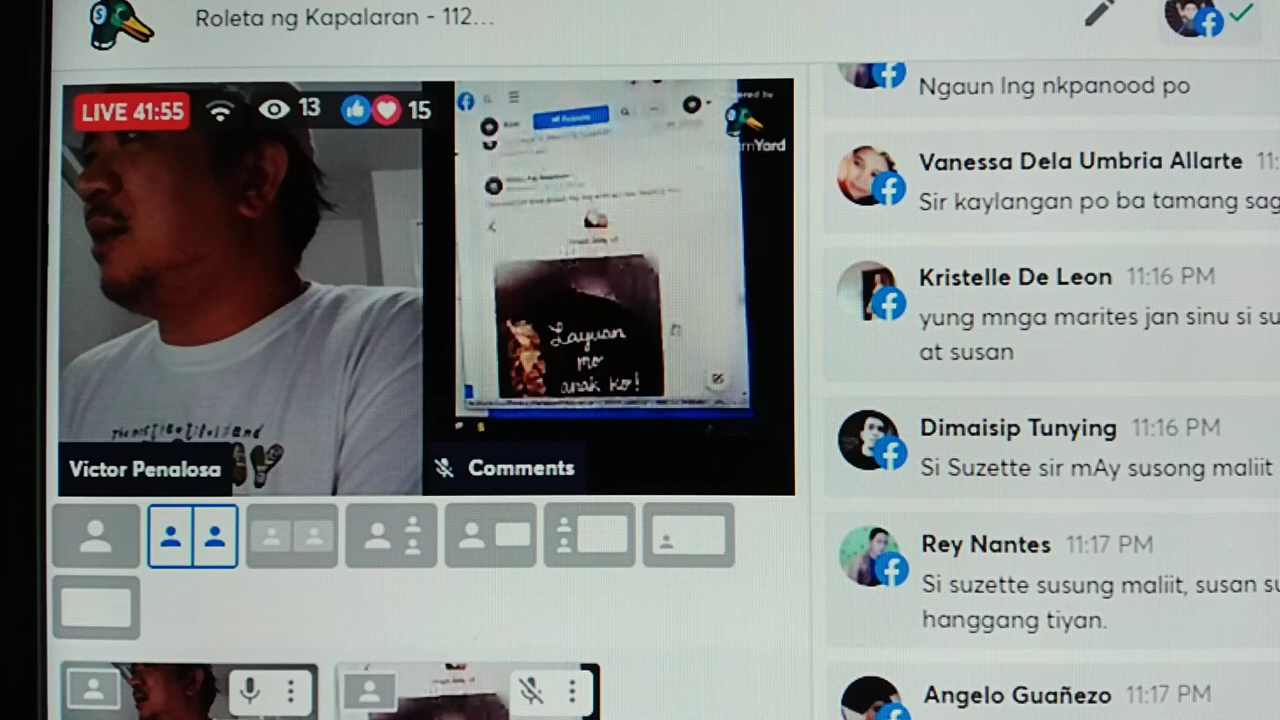 Roleta ng Kapalaran - 112...
LIVE 41:55
13
15
Layuan
mo
anak ko!
Victor Penalosa
Comments
Ngaun lng nkpanood po
Vanessa Dela Umbria Allarte 11:
Sir kaylangan po ba tamang sag
Kristelle De Leon 11:16 PM
yung mnga marites jan sinu si su
at susan
Dimaisip Tunying 11:16 PM
Si Suzette sir mAy susong maliit
Rey Nantes 11:17 PM
Si suzette susung maliit, susan su
hanggang tiyan.
Angelo Guañezo 11:17 PM